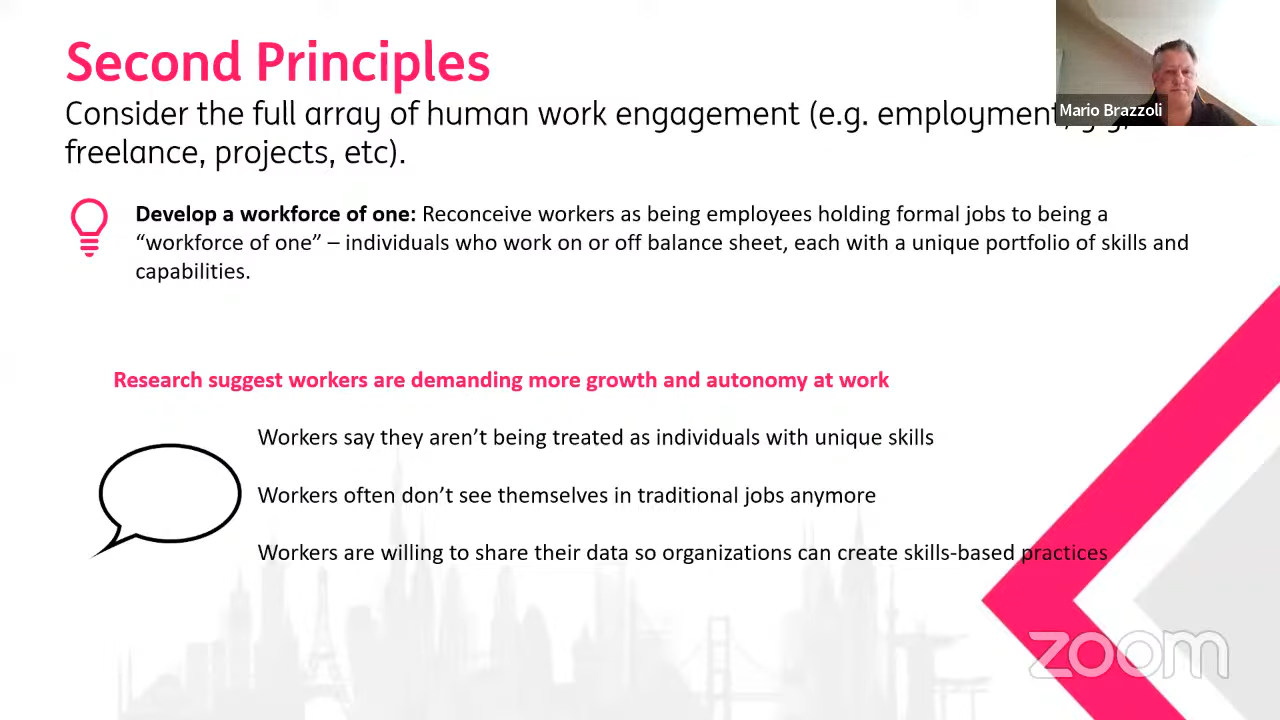 Second Principles
Consider the full array of human work engagement (e.g. employment,
freelance, projects, etc).
Mario Brazzoli
Develop a workforce of one: Reconceive workers as being employees holding formal jobs to being a
“workforce of one” – individuals who work on or off balance sheet, each with a unique portfolio of skills and
capabilities.
Research suggest workers are demanding more growth and autonomy at work
Workers say they aren’t being treated as individuals with unique skills
Workers often don’t see themselves in traditional jobs anymore
Workers are willing to share their data so organizations can create skills-based practices
zoom